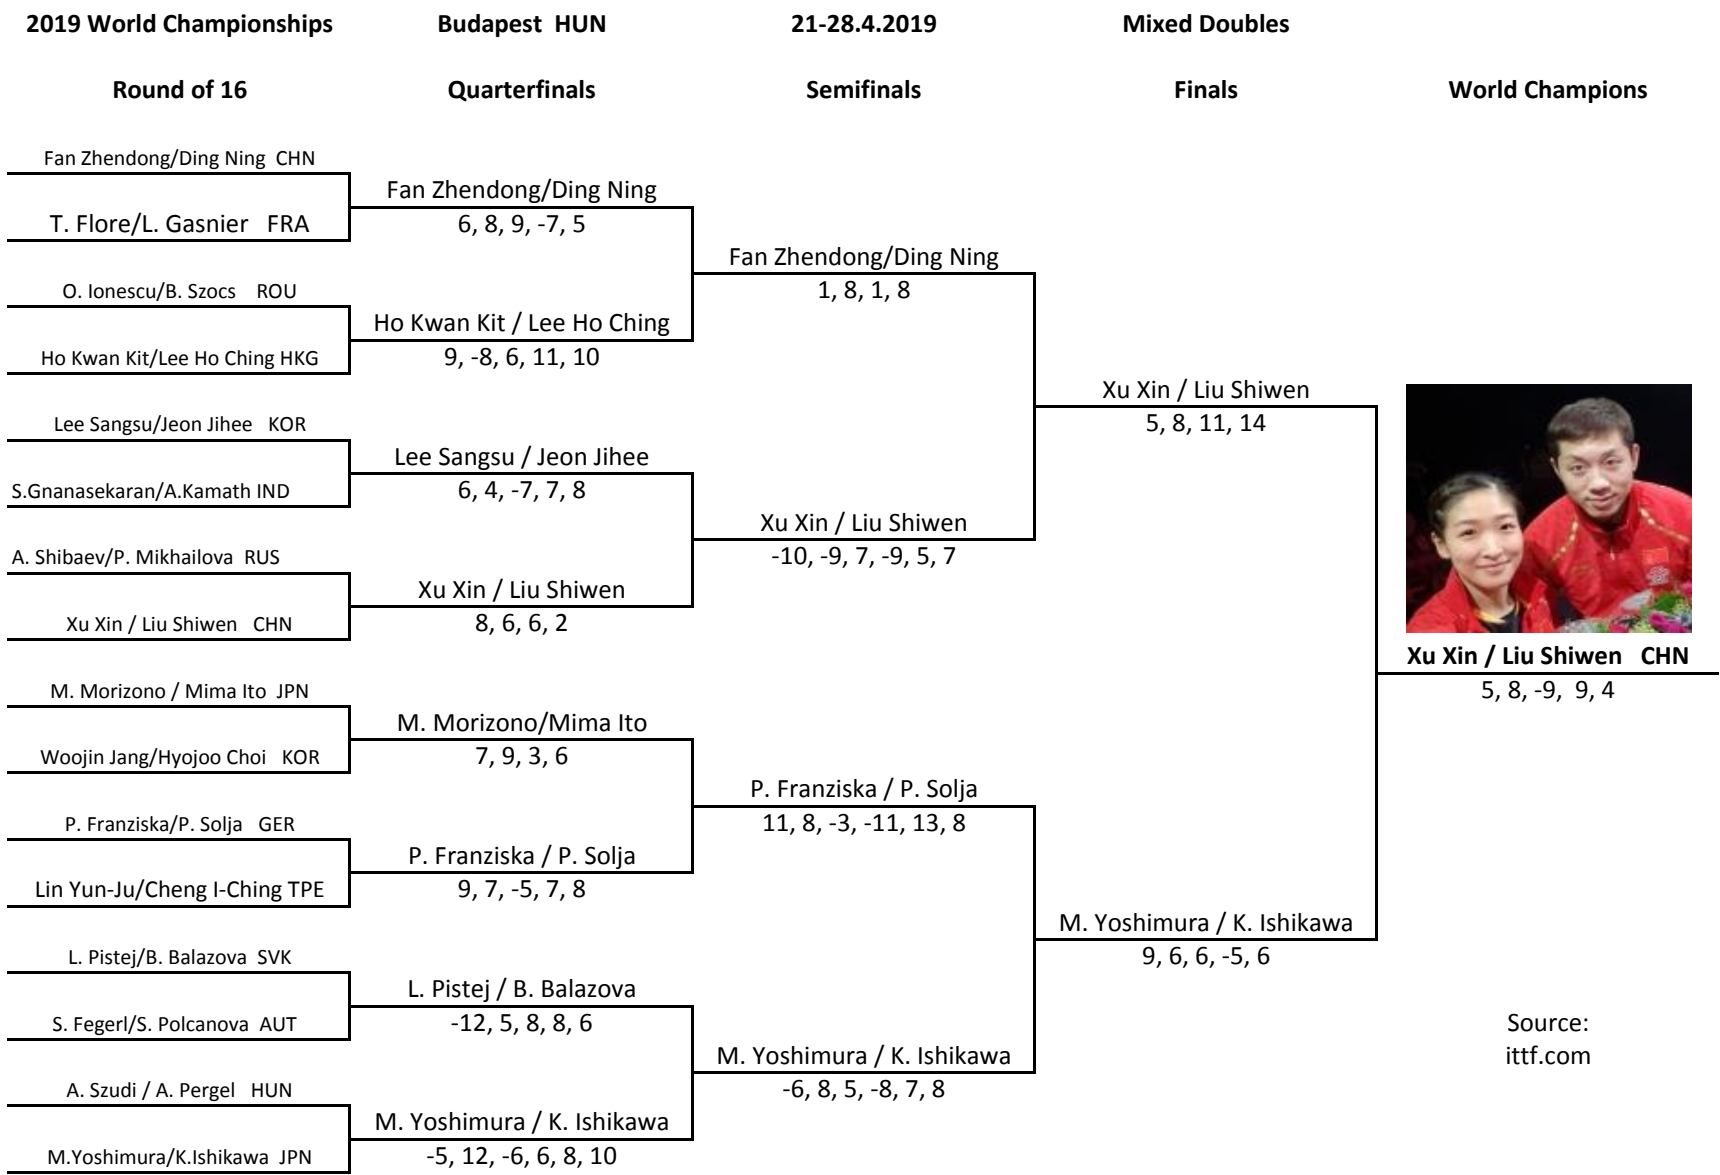 2019 World Championships Budapest HUN 21-28.4.2019 Mixed Doubles
Round of 16 Quarterfinals Semifinals Finals World Champions
Fan Zhendong/Ding Ning CHN
Fan Zhendong/Ding Ning
T. Flore/L. Gasnier FRA
6, 8, 9, -7, 5
Fan Zhendong/Ding Ning
O. Ionescu/B. Szocs ROU
1, 8, 1, 8
Ho Kwan Kit / Lee Ho Ching
Ho Kwan Kit/Lee Ho Ching HKG
9, -8, 6, 11, 10
Xu Xin / Liu Shiwen
Lee Sangsu/Jeon Jihee KOR
5, 8, 11, 14
Lee Sangsu / Jeon Jihee
S.Gnanasekaran/A.Kamath IND
6, 4, -7, 7, 8
Xu Xin / Liu Shiwen
A. Shibaev/P. Mikhailova RUS
-10, -9, 7, -9, 5, 7
Xu Xin / Liu Shiwen
Xu Xin / Liu Shiwen CHN
8, 6, 6, 2
Xu Xin / Liu Shiwen CHN
M. Morizono / Mima Ito JPN
5, 8, -9, 9, 4
M. Morizono/Mima Ito
Woojin Jang/Hyojoo Choi KOR
7, 9, 3, 6
P. Franziska / P. Solja
P. Franziska/P. Solja GER
11, 8, -3, -11, 13, 8
P. Franziska / P. Solja
Lin Yun-Ju/Cheng I-Ching TPE
9, 7, -5, 7, 8
M. Yoshimura / K. Ishikawa
L. Pistej/B. Balazova SVK
9, 6, 6, -5, 6
L. Pistej / B. Balazova
S. Fegerl/S. Polcanova AUT
-12, 5, 8, 8, 6
Source:
ittf.com
M. Yoshimura / K. Ishikawa
A. Szudi / A. Pergel HUN
-6, 8, 5, -8, 7, 8
M. Yoshimura / K. Ishikawa
M.Yoshimura/K.Ishikawa JPN
-5, 12, -6, 6, 8, 10